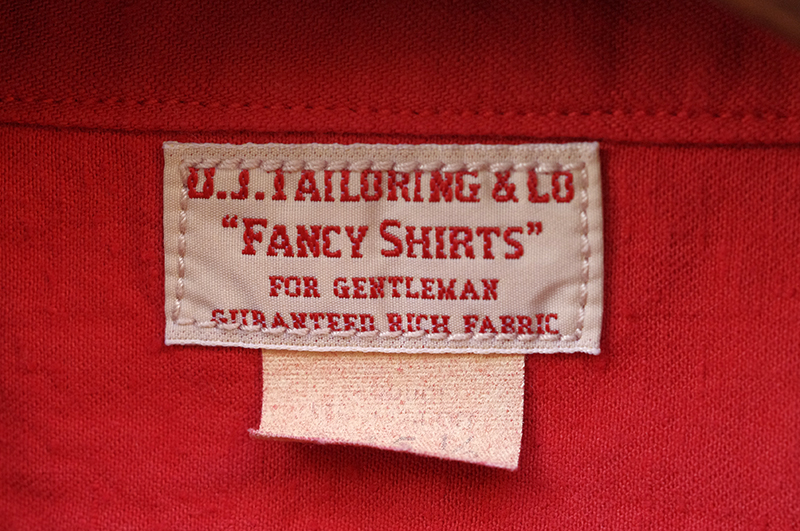 U.J.TAILORING & CO
“FANCY SHIRTS”
FOR GENTLEMAN
GURANTEED RICH FABRIC